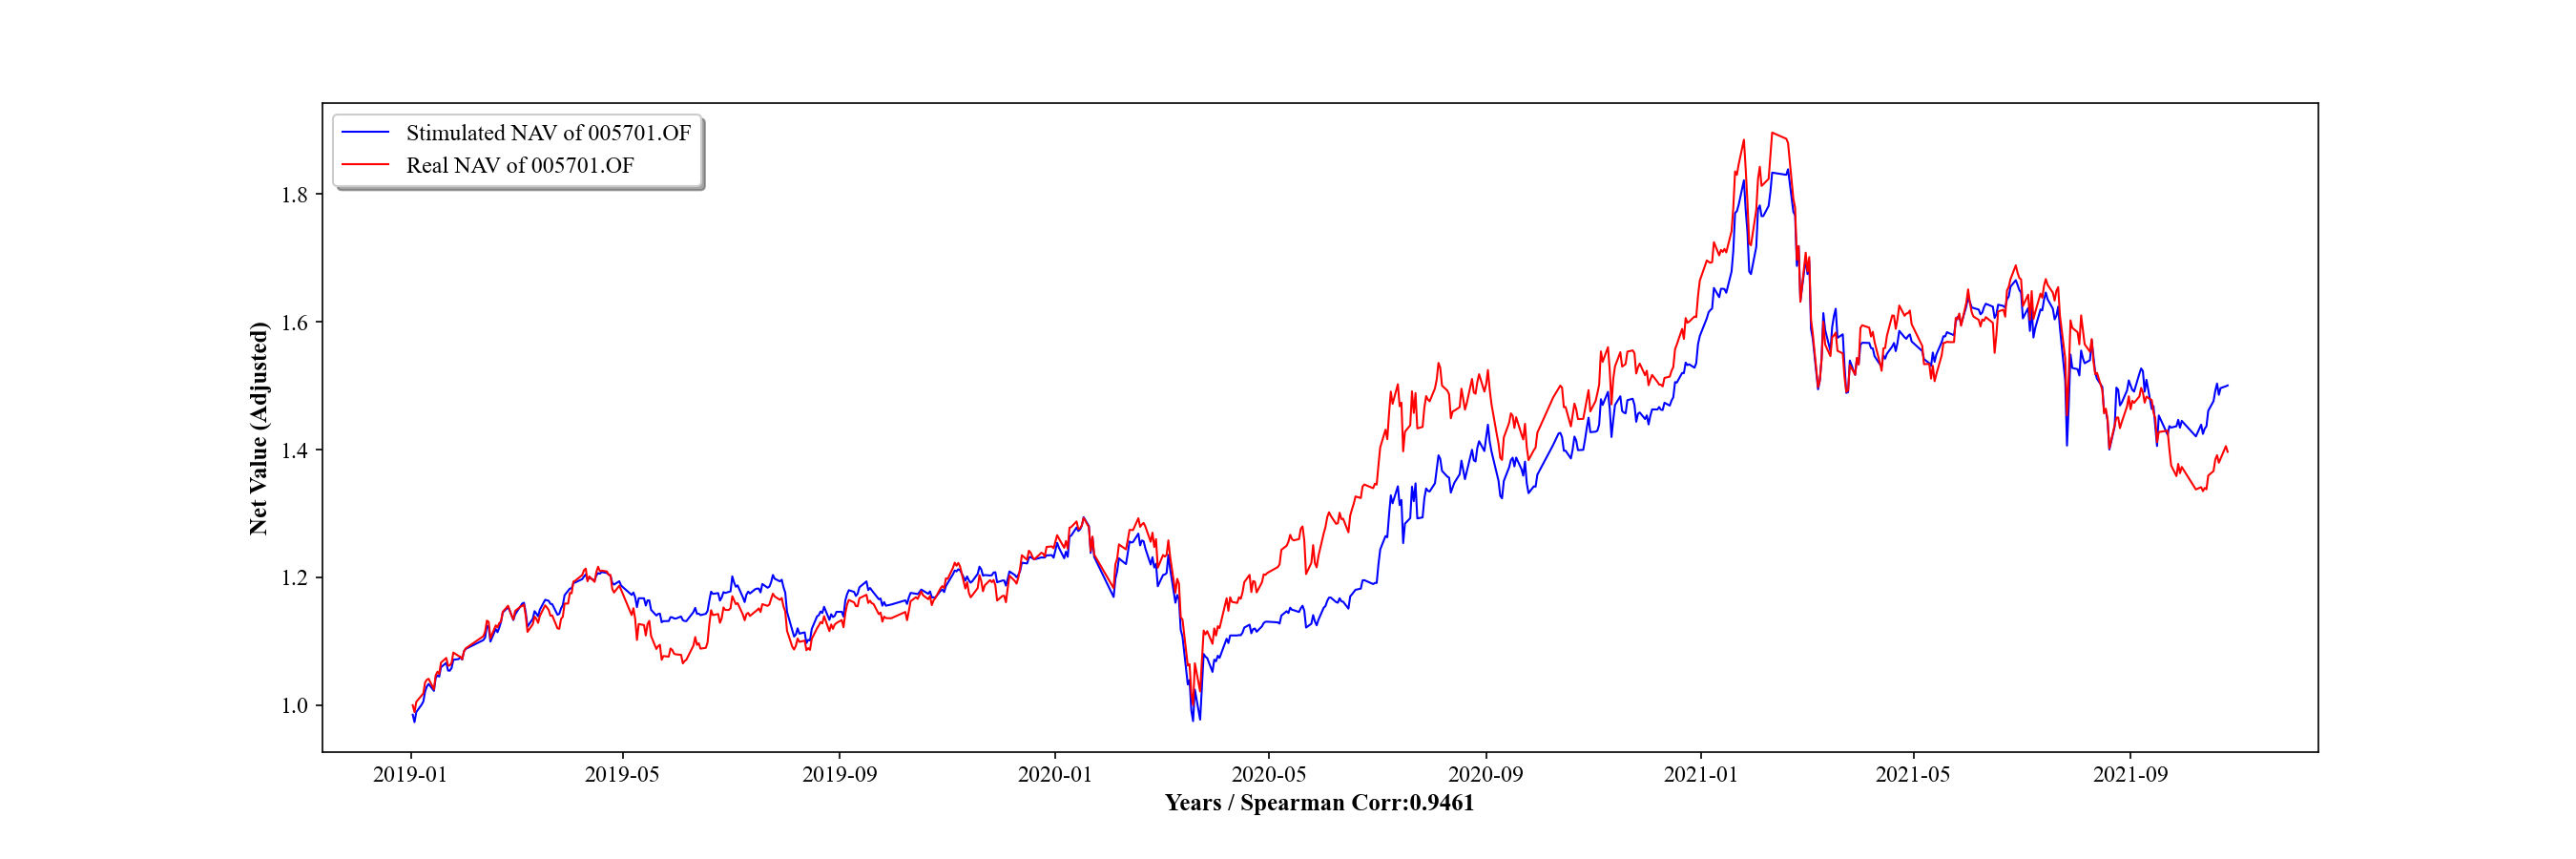 Stimulated NAV of 005701.OF
Real NAV of 005701.OF
Net Value (Adjusted)
1.8
1.6
1.4
1.2
1.0
2019-01 2019-05 2019-09 2020-01 2020-05 2020-09 2021-01 2021-05 2021-09
Years / Spearman Corr:0.9461